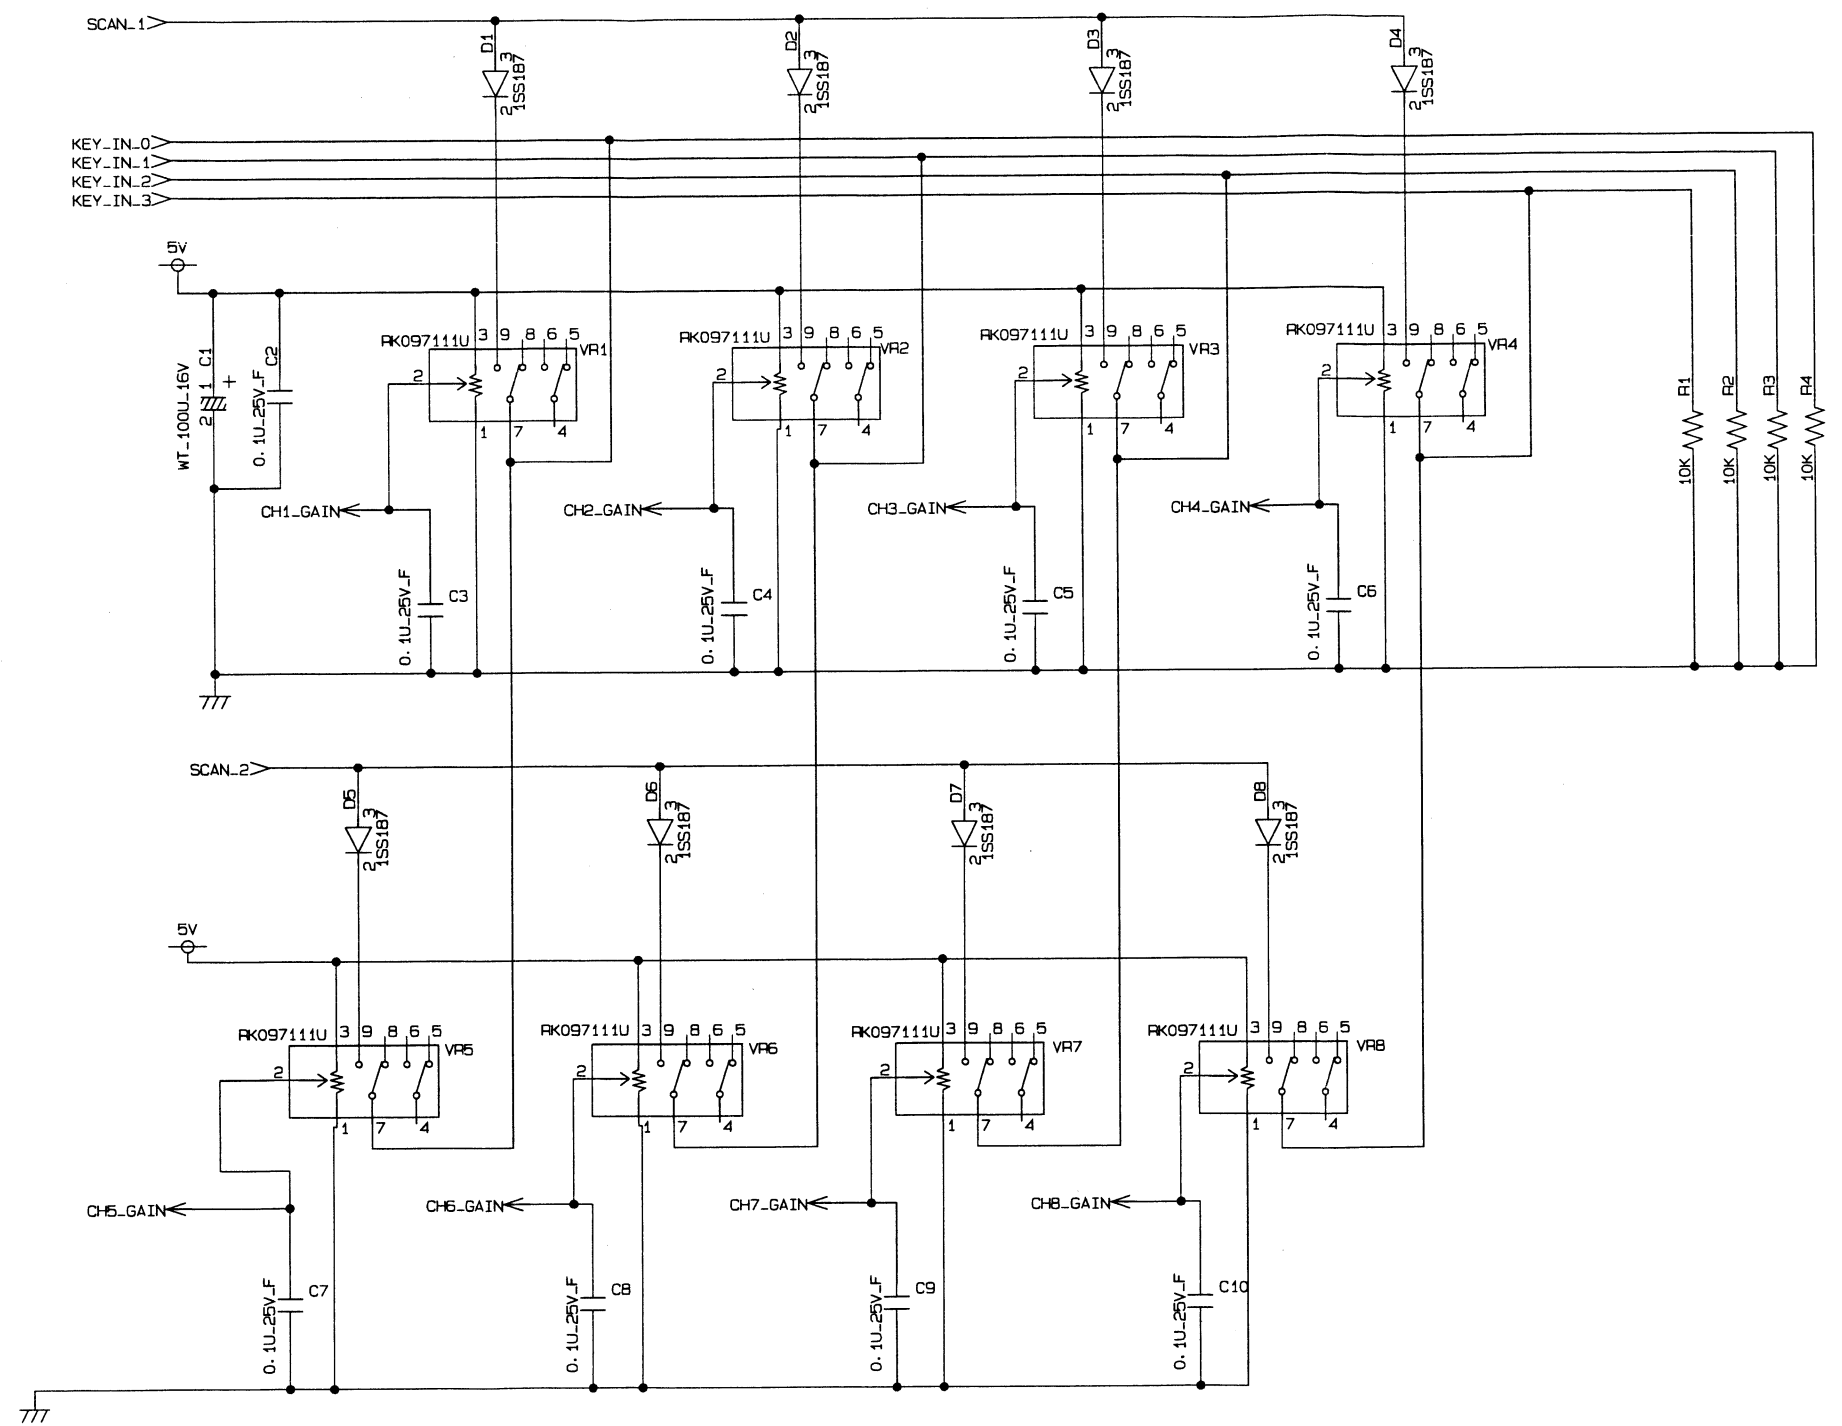 SCAN_1
D1
3
1SS187
2
D2
3
1SS187
2
D3
3
1SS187
2
D4
3
1SS187
2
KEY_IN_0
KEY_IN_1
KEY_IN_2
KEY_IN_3
5V
C1
WT_100U_16V
1
+
2
C2
0.1U_25V_F
RK097111U 3 9 8 6 5
VR1
2
1 7 4
RK097111U 3 9 8 6 5
VR2
2
1 7 4
RK097111U 3 9 8 6 5
VR3
2
1 7 4
RK097111U 3 9 8 6 5
VR4
2
1 7 4
R1
10K
R2
10K
R3
10K
R4
10K
CH1_GAIN
CH2_GAIN
CH3_GAIN
CH4_GAIN
0.1U_25V_F
C3
0.1U_25V_F
C4
0.1U_25V_F
C5
0.1U_25V_F
C6
SCAN_2
D5
3
1SS187
2
D6
3
1SS187
2
D7
3
1SS187
2
D8
3
1SS187
2
5V
RK097111U 3 9 8 6 5
VR5
2
1 7 4
RK097111U 3 9 8 6 5
VR6
2
1 7 4
RK097111U 3 9 8 6 5
VR7
2
1 7 4
RK097111U 3 9 8 6 5
VR8
2
1 7 4
CH5_GAIN
CH6_GAIN
CH7_GAIN
CH8_GAIN
0.1U_25V_F
C7
0.1U_25V_F
C8
0.1U_25V_F
C9
0.1U_25V_F
C10